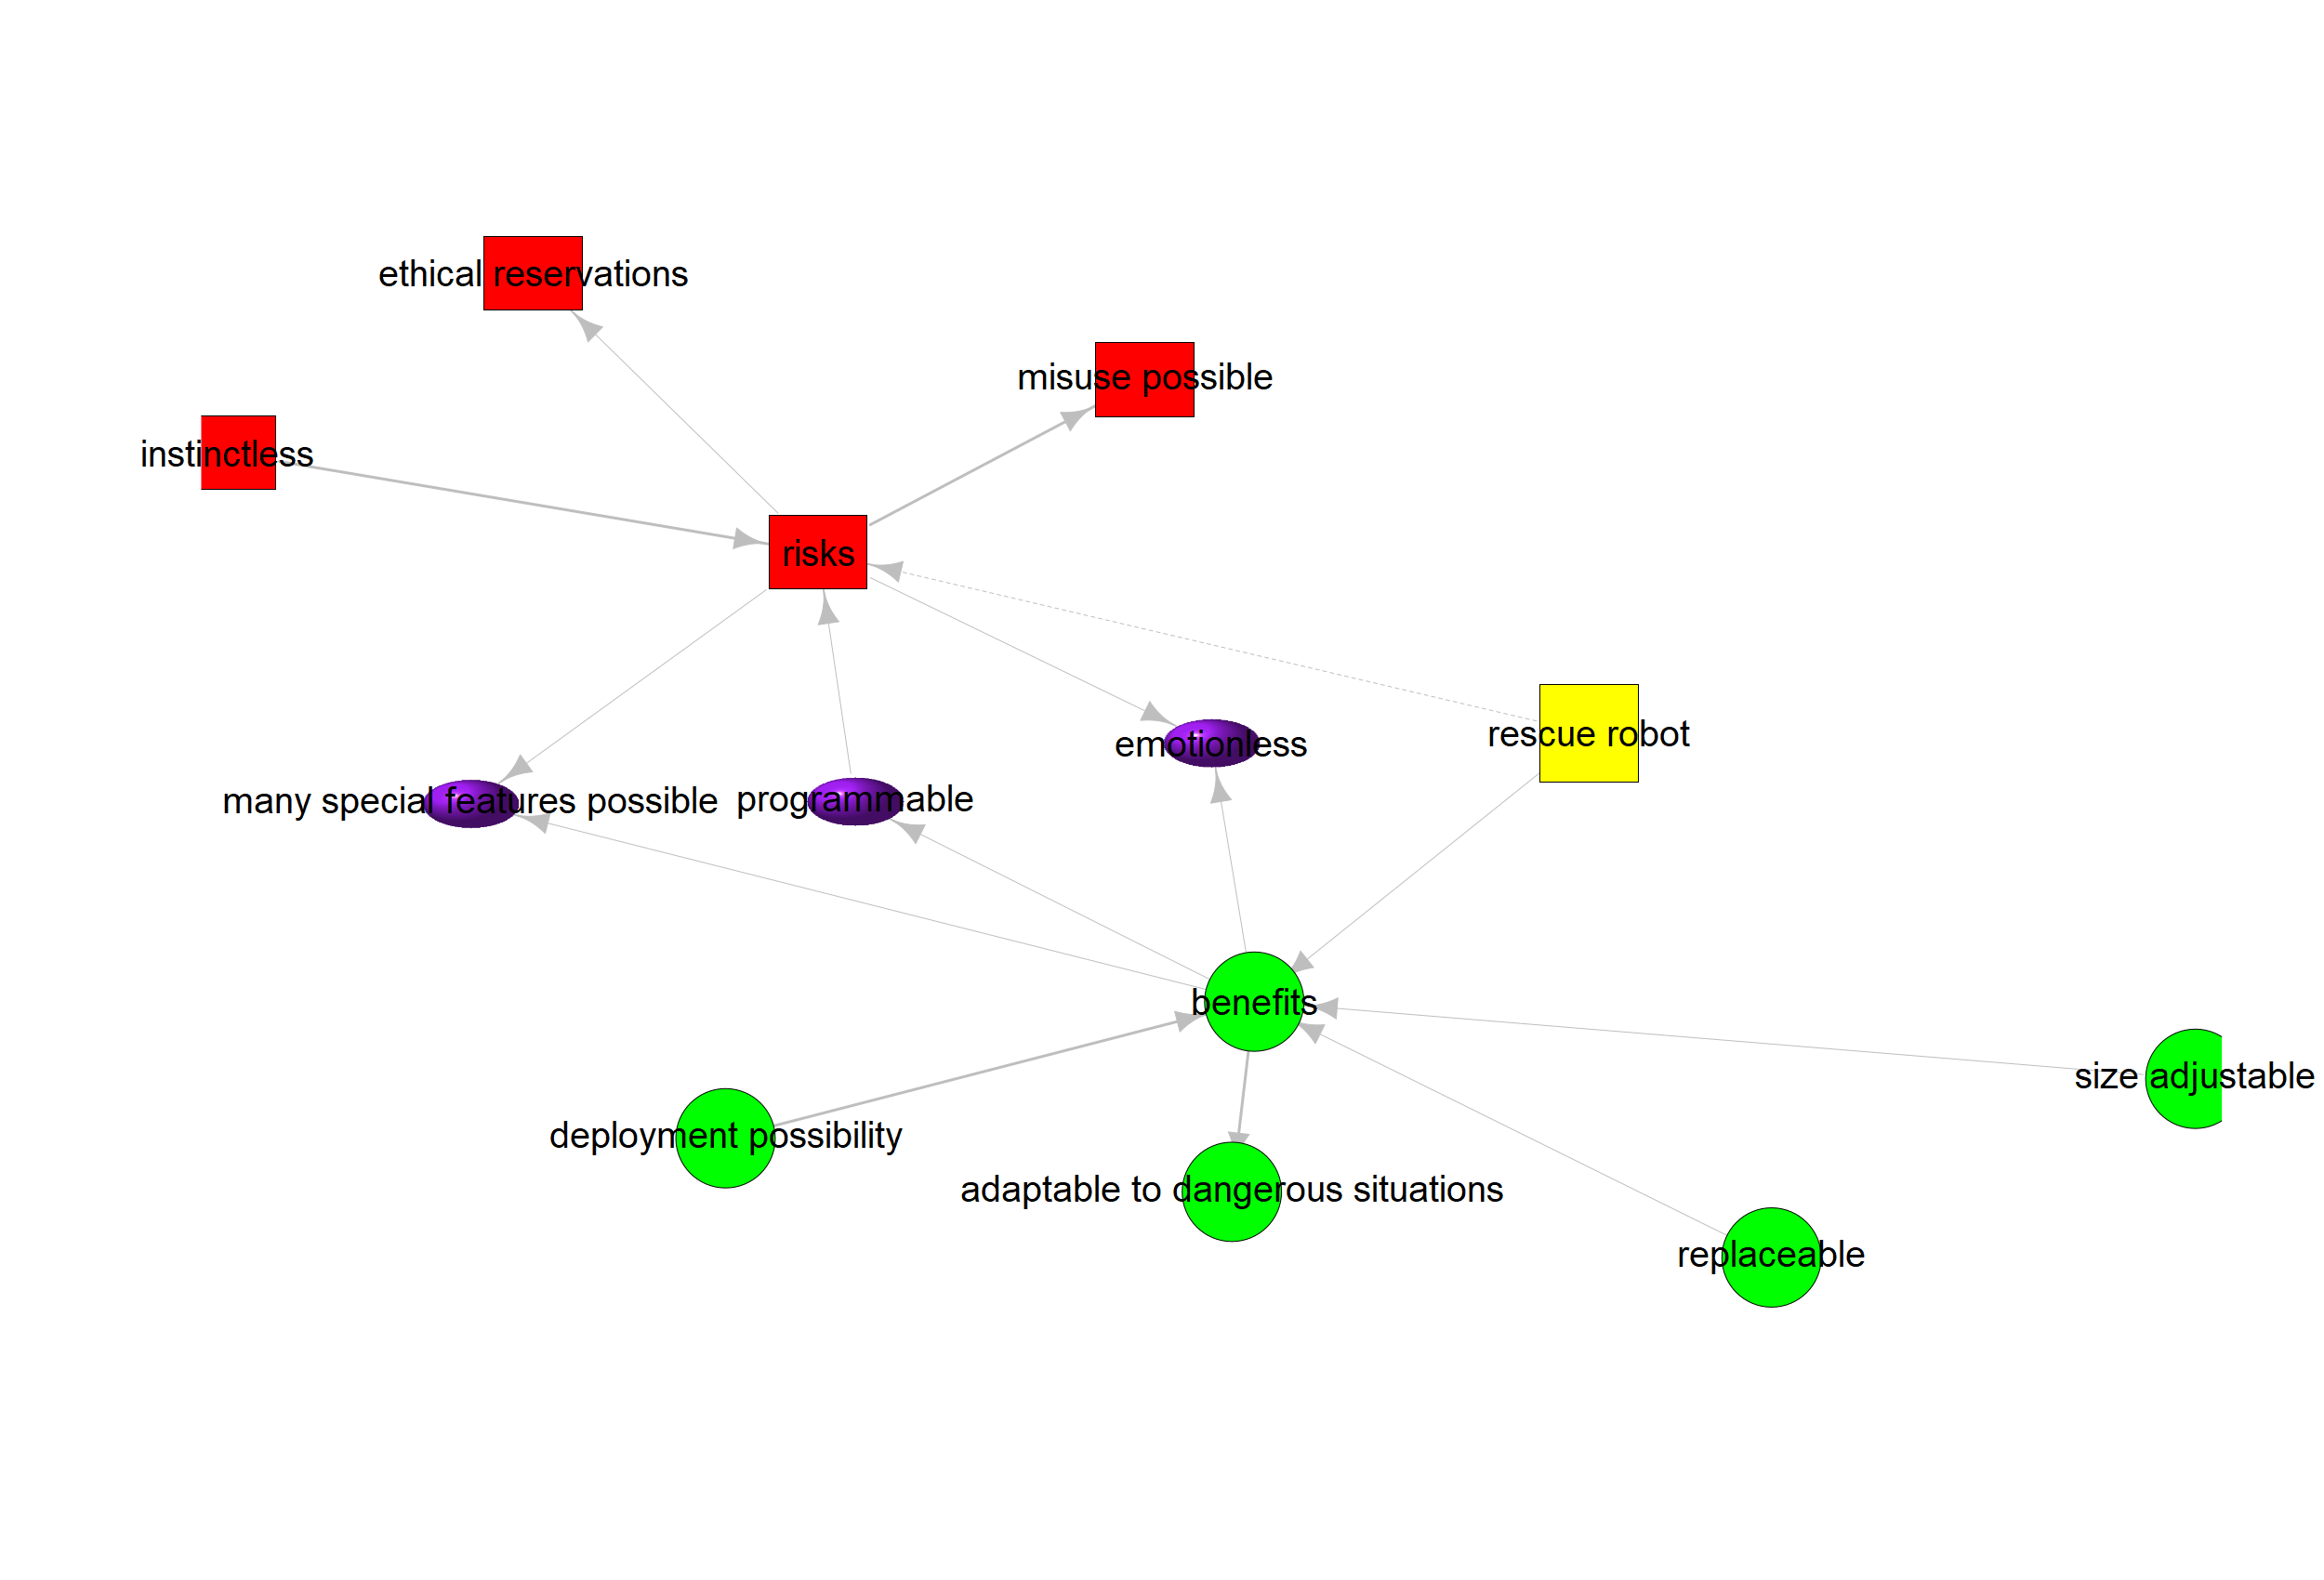 ethical reservations
misuse possible
instinctless
risks
rescue robot
emotionless
many special features possible
programmable
benefits
size adjustable
deployment possibility
adaptable to dangerous situations
replaceable